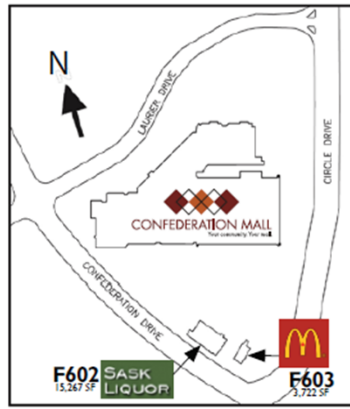 N
LAURIER DRIVE
CIRCLE DRIVE
CONFEDERATION MALL
Your community. Your mall.
CONFEDERATION DRIVE
F602
15,267 SF
SASK
LIQUOR
F603
3,722 SF